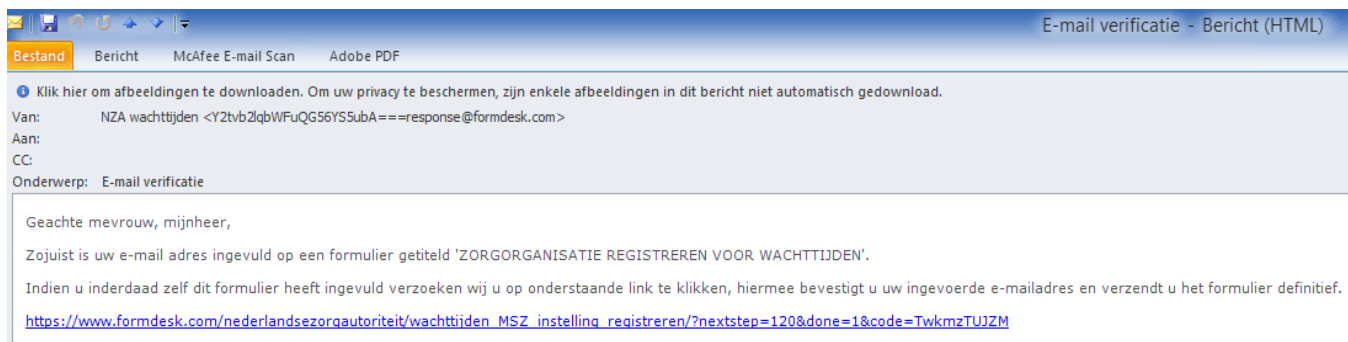 E-mail verificatie - Bericht (HTML)
Bestand Bericht McAfee E-mail Scan Adobe PDF
Klik hier om afbeeldingen te downloaden. Om uw privacy te beschermen, zijn enkele afbeeldingen in dit bericht niet automatisch gedownload.
Van: NZA wachttijden <Y2tvb2lqbWFuQG56YS5ubA===response@formdesk.com>
Aan:
CC:
Onderwerp: E-mail verificatie
Geachte mevrouw, mijnheer,
Zojuist is uw e-mail adres ingevuld op een formulier getiteld 'ZORGORGANISATIE REGISTREREN VOOR WACHTTIJDEN'.
Indien u inderdaad zelf dit formulier heeft ingevuld verzoeken wij u op onderstaande link te klikken, hiermee bevestigt u uw ingevoerde e-mailadres en verzendt u het formulier definitief.
https://www.formdesk.com/nederlandsezorgautoriteit/wachttijden_MSZ_instelling_registreren/?nextstep=120&done=1&code=TwkmzTUJZM